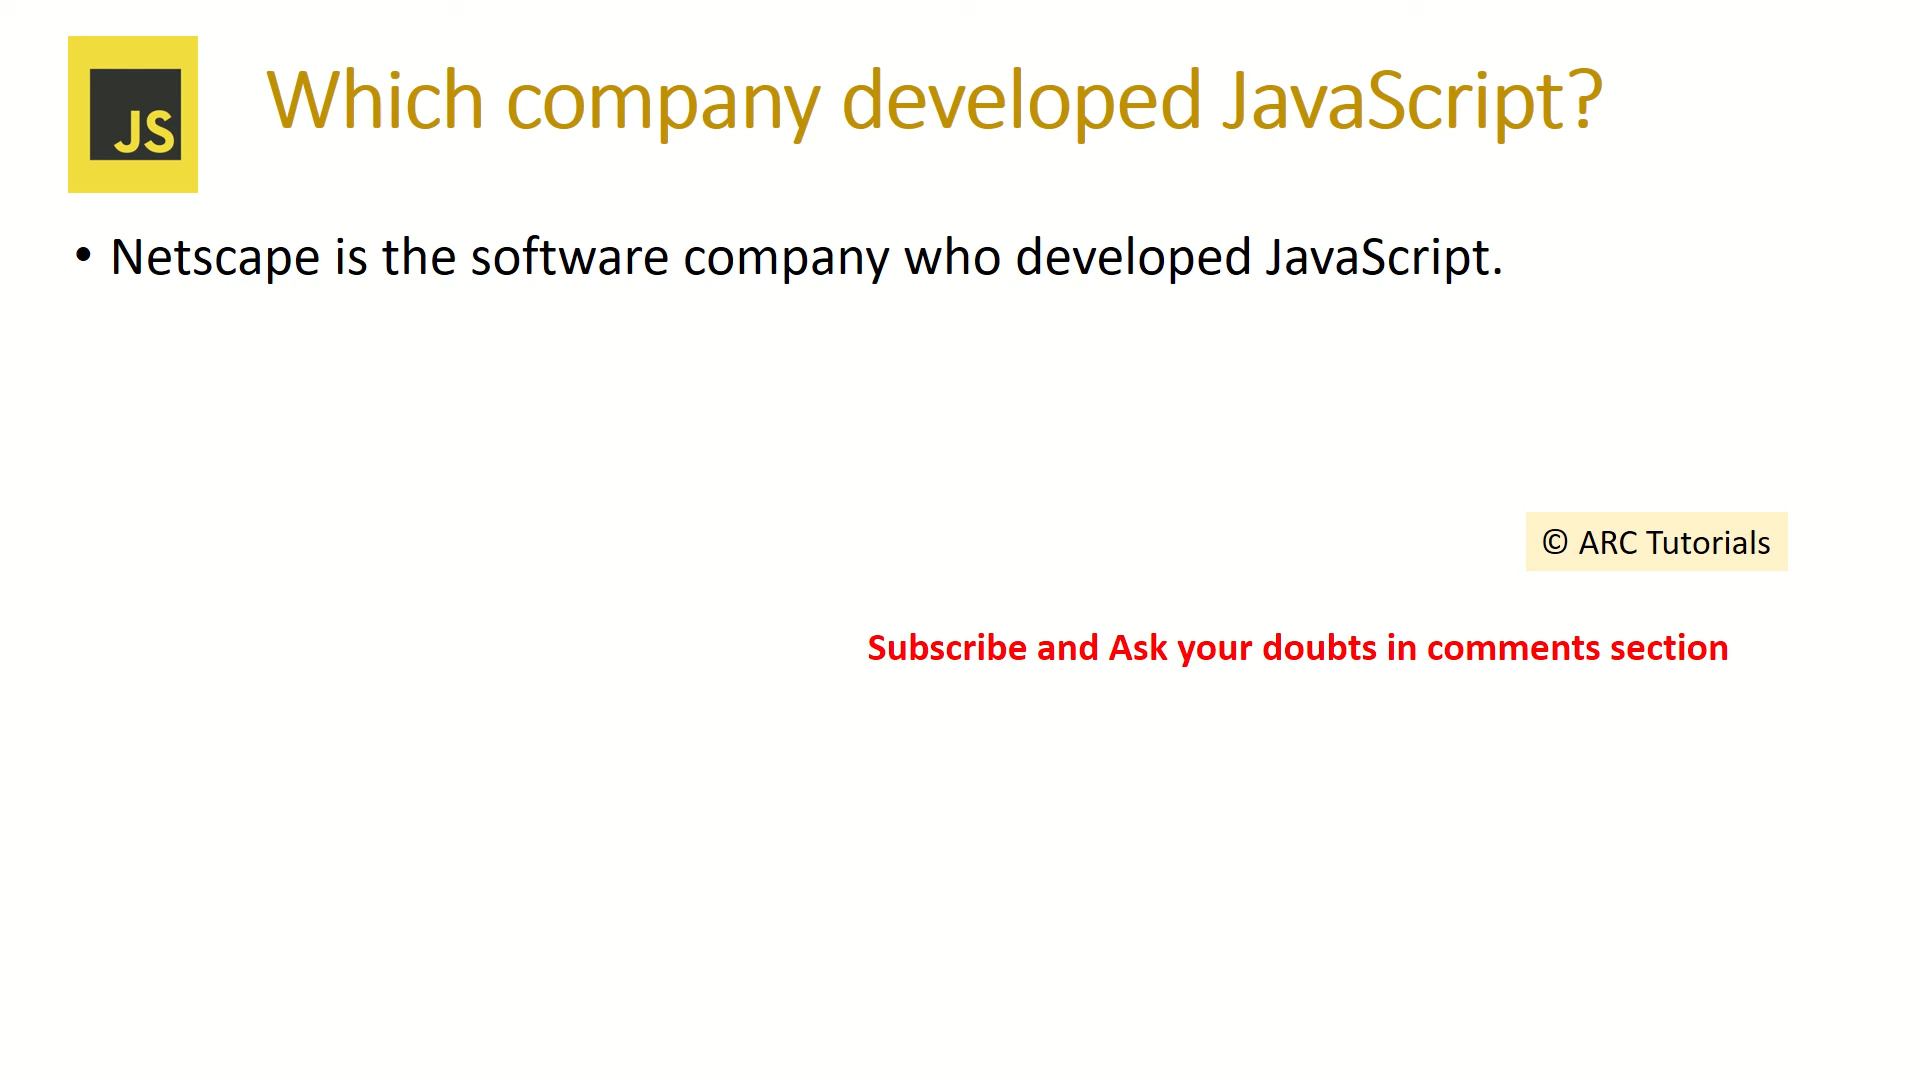 JS
Which company developed JavaScript?
• Netscape is the software company who developed JavaScript.
© ARC Tutorials
Subscribe and Ask your doubts in comments section